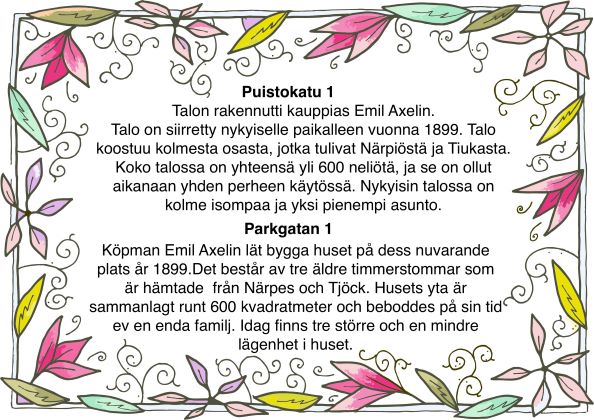 Puistokatu 1
Talon rakennutti kauppias Emil Axelin.
Talo on siirretty nykyiselle paikalleen vuonna 1899. Talo
koostuu kolmesta osasta, jotka tulivat Närpiöstä ja Tiukasta.
Koko talossa on yhteensä yli 600 neliötä, ja se on ollut
aikanaan yhden perheen käytössä. Nykyisin talossa on
kolme isompaa ja yksi pienempi asunto.
Parkgatan 1
Köpman Emil Axelin lät bygga huset på dess nuvarande
plats år 1899.Det består av tre äldre timmerstommar som
är hämtade från Närpes och Tjöck. Husets yta är
sammanlagt runt 600 kvadratmeter och beboddes på sin tid
ev en enda familj. Idag finns tre större och en mindre
lägenhet i huset.